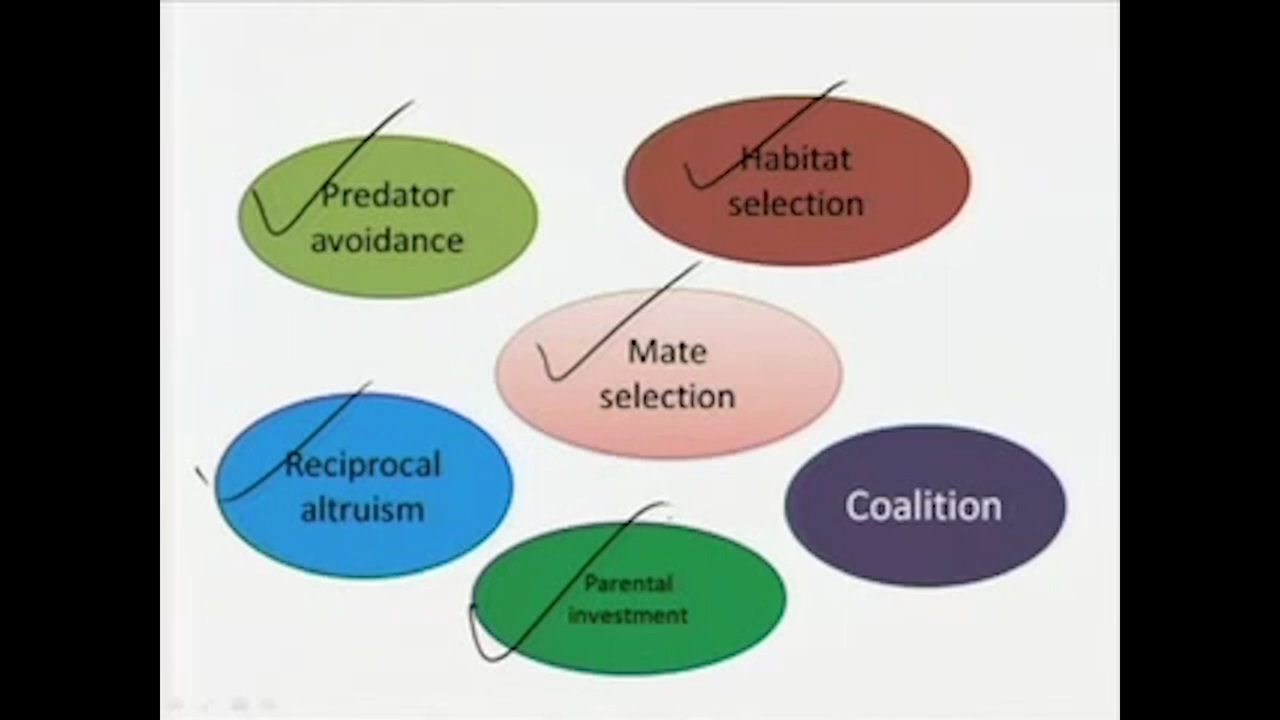 Predator
avoidance
Habitat
selection
Mate
selection
Reciprocal
altruism
Coalition
Parental
investment